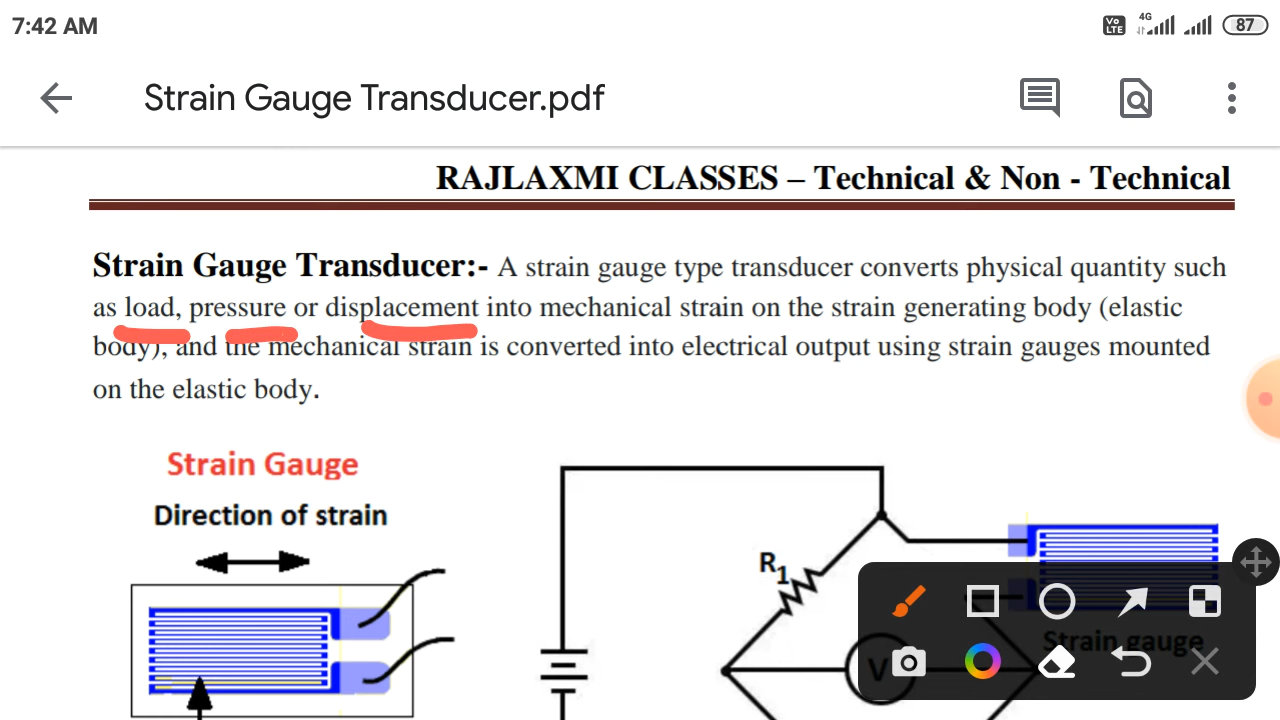 7:42 AM
Vo LTE 4G 87
Strain Gauge Transducer.pdf
RAJLAXMI CLASSES – Technical & Non - Technical
Strain Gauge Transducer:- A strain gauge type transducer converts physical quantity such
as load, pressure or displacement into mechanical strain on the strain generating body (elastic
body), and the mechanical strain is converted into electrical output using strain gauges mounted
on the elastic body.
Strain Gauge
Direction of strain
R1
Strain gauge
V